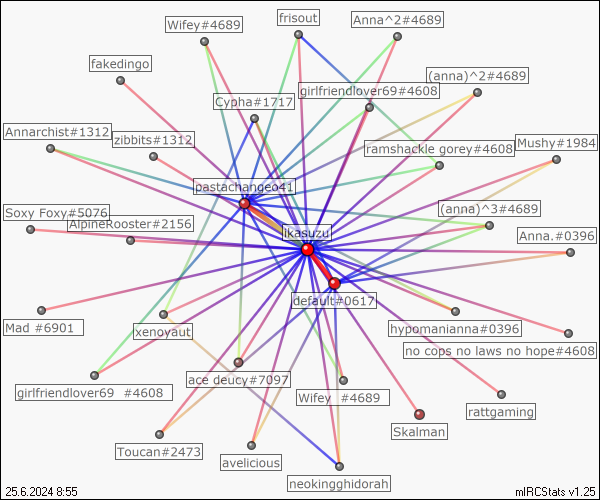 frisout
Wifey#4689
Anna^2#4689
fakedingo
(anna)^2#4689
girlfriendlover69#4608
Cypha#1717
Annarchist#1312
zibbits#1312
Mushy#1984
ramshackle gorey#4608
pastachangeo41
Soxy Foxy#5076
(anna)^3#4689
AlpineRooster#2156
likasuzu
Anna.#0396
default#0617
Mad #6901
xenoyaut
hypomanianna#0396
no cops no laws no hope#4608
ace deucy#7097
girlfriendlover69 #4608
Wifey #4689
rattgaming
Skalman
Toucan#2473
avelicious
neokingghidorah
25.6.2024 8:55
mIRCStats v1.25